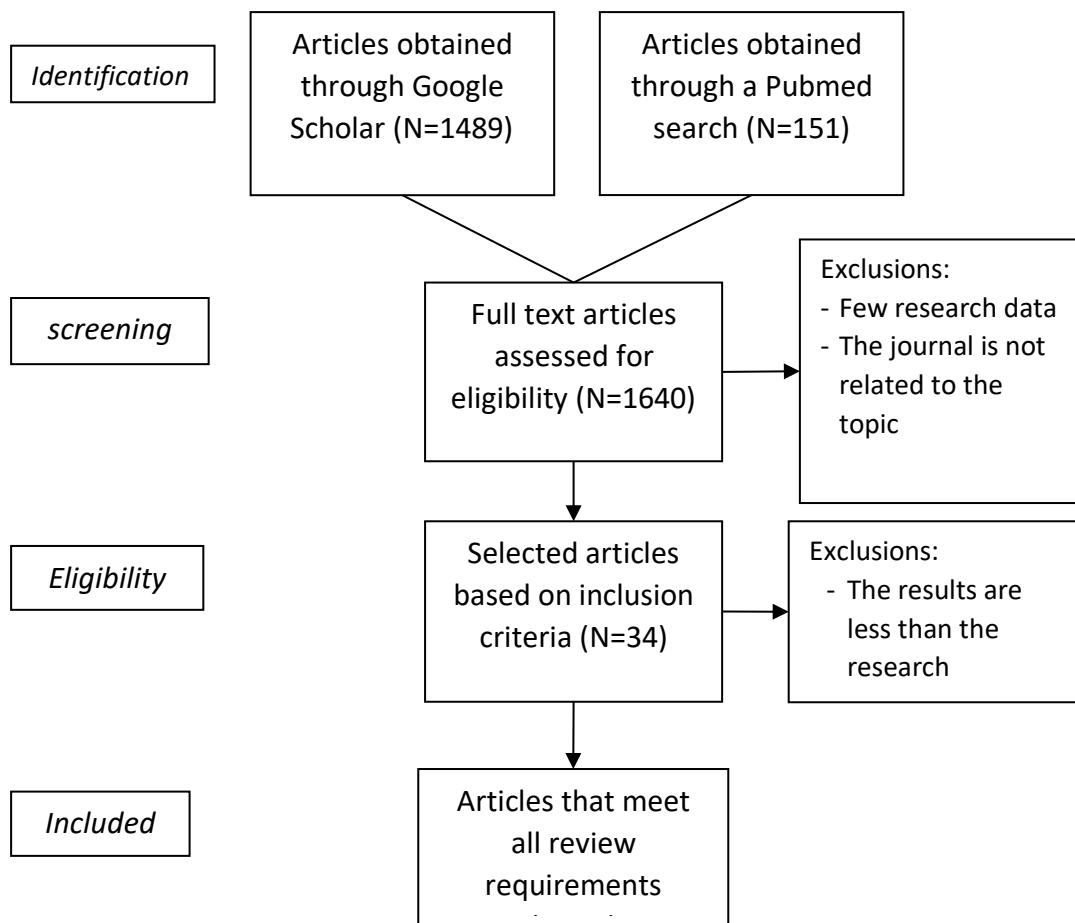 Identification
Articles obtained
through Google
Scholar (N=1489)
Articles obtained
through a Pubmed
search (N=151)
screening
Full text articles
assessed for
eligibility (N=1640)
Exclusions:
- Few research data
- The journal is not
related to the
topic
Eligibility
Selected articles
based on inclusion
criteria (N=34)
Exclusions:
- The results are
less than the
research
Included
Articles that meet
all review
requirements